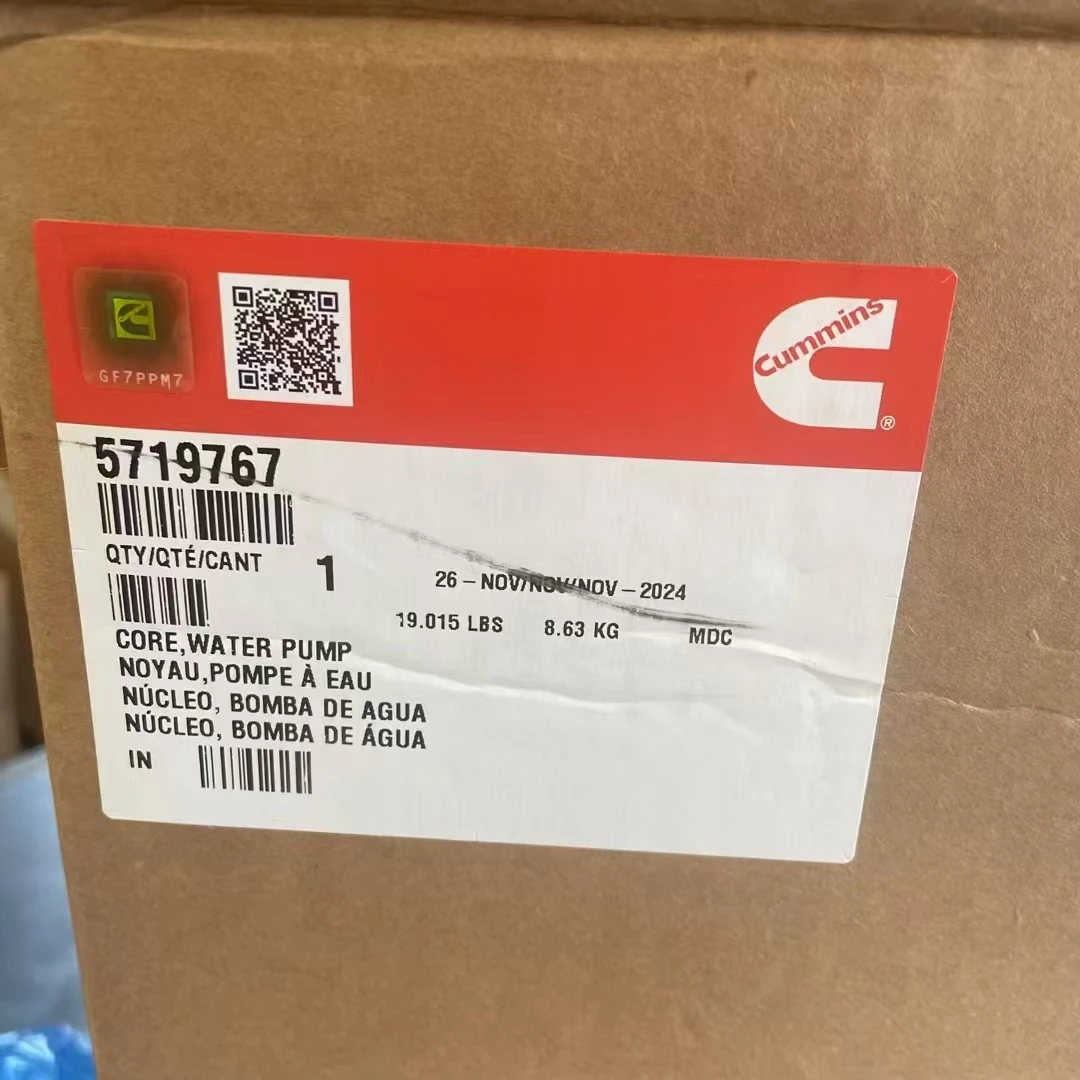 GF7PPM7
Cummins
®
5719767
QTY/QTÉ/CANT 1
26 – NOV/NOV/NOV – 2024
19.015 LBS 8.63 KG MDC
CORE,WATER PUMP
NOYAU,POMPE À EAU
NÚCLEO, BOMBA DE AGUA
NÚCLEO, BOMBA DE ÁGUA
IN